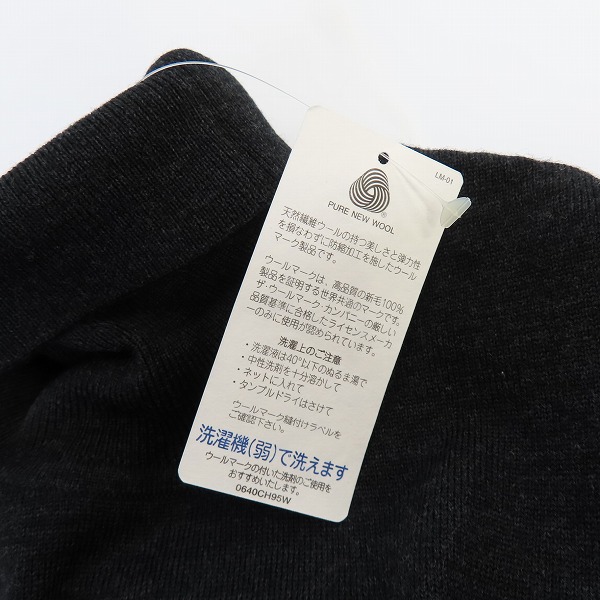 LM-01
PURE NEW WOOL
天然繊維ウールの持つ美しさと弾力性
を損なわずに防縮加工を施したウール
マーク製品です。
ウールマークは、高品質の新毛100%
製品を証明する世界共通のマークです。
ザ・ウールマーク・カンパニーの厳しい
品質基準に合格したライセンスメーカ
ーのみに使用が認められています。
洗濯上のご注意
・洗濯液は40°以下のぬるま湯で
・中性洗剤を十分溶かして
・ネットに入れて
・タンブルドライはさけて
ウールマーク縫付けラベルを
ご確認下さい。
洗濯機(弱)で洗えます
ウールマークの付いた洗剤のご使用を
おすすめいたします。
0640CH95W